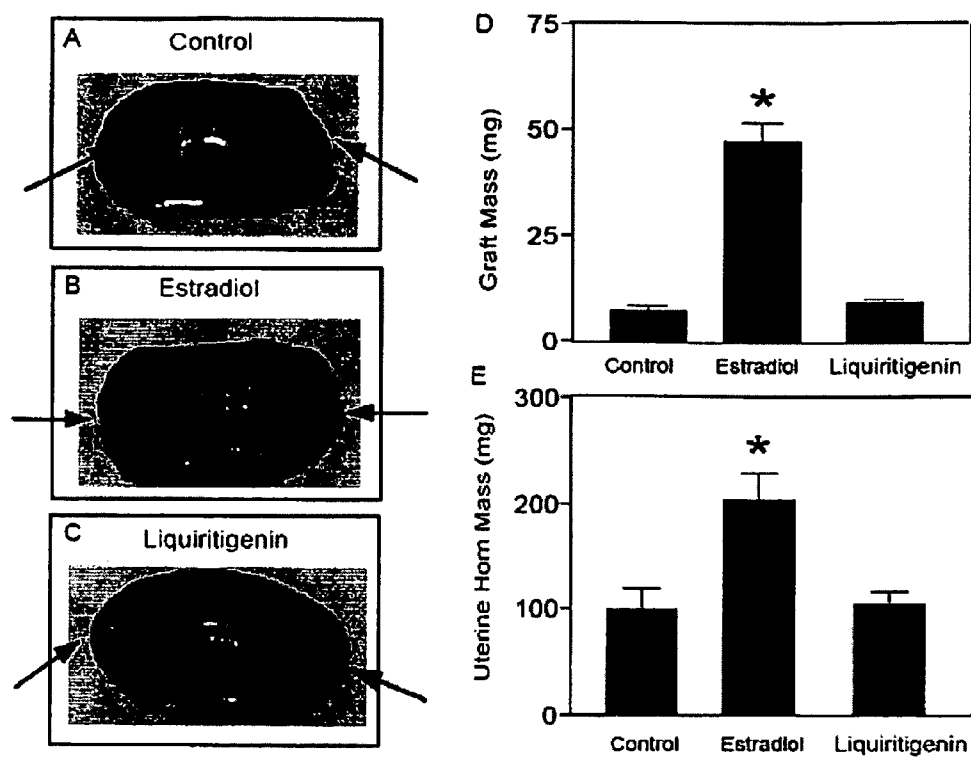 A
Control
B
Estradiol
C
Liquiritigenin
D
Graft Mass (mg)
75
50
25
0
*
Control Estradiol Liquiritigenin
E
Uterine Horn Mass (mg)
300
200
100
0
*
Control Estradiol Liquiritigenin